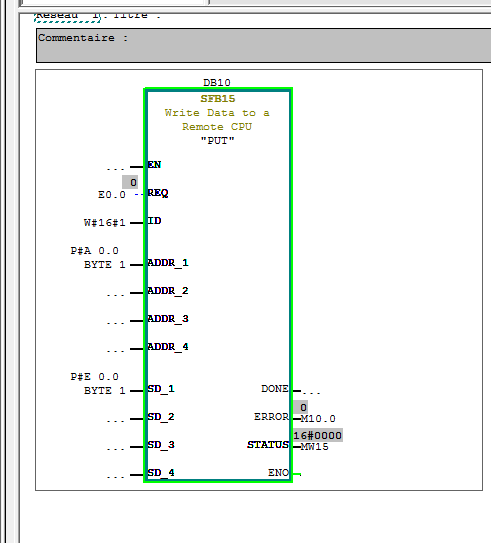 Réseau 1: Titre :
Commentaire :
DB10
SFB15
Write Data to a
Remote CPU
"PUT"
... EN
0
E0.0 REQ
W#16#1 ID
P#A 0.0
BYTE 1 ADDR_1
... ADDR_2
... ADDR_3
... ADDR_4
P#E 0.0
BYTE 1 SD_1 DONE ...
0
... SD_2 ERROR M10.0
16#0000
... SD_3 STATUS MW15
... SD_4 ENO